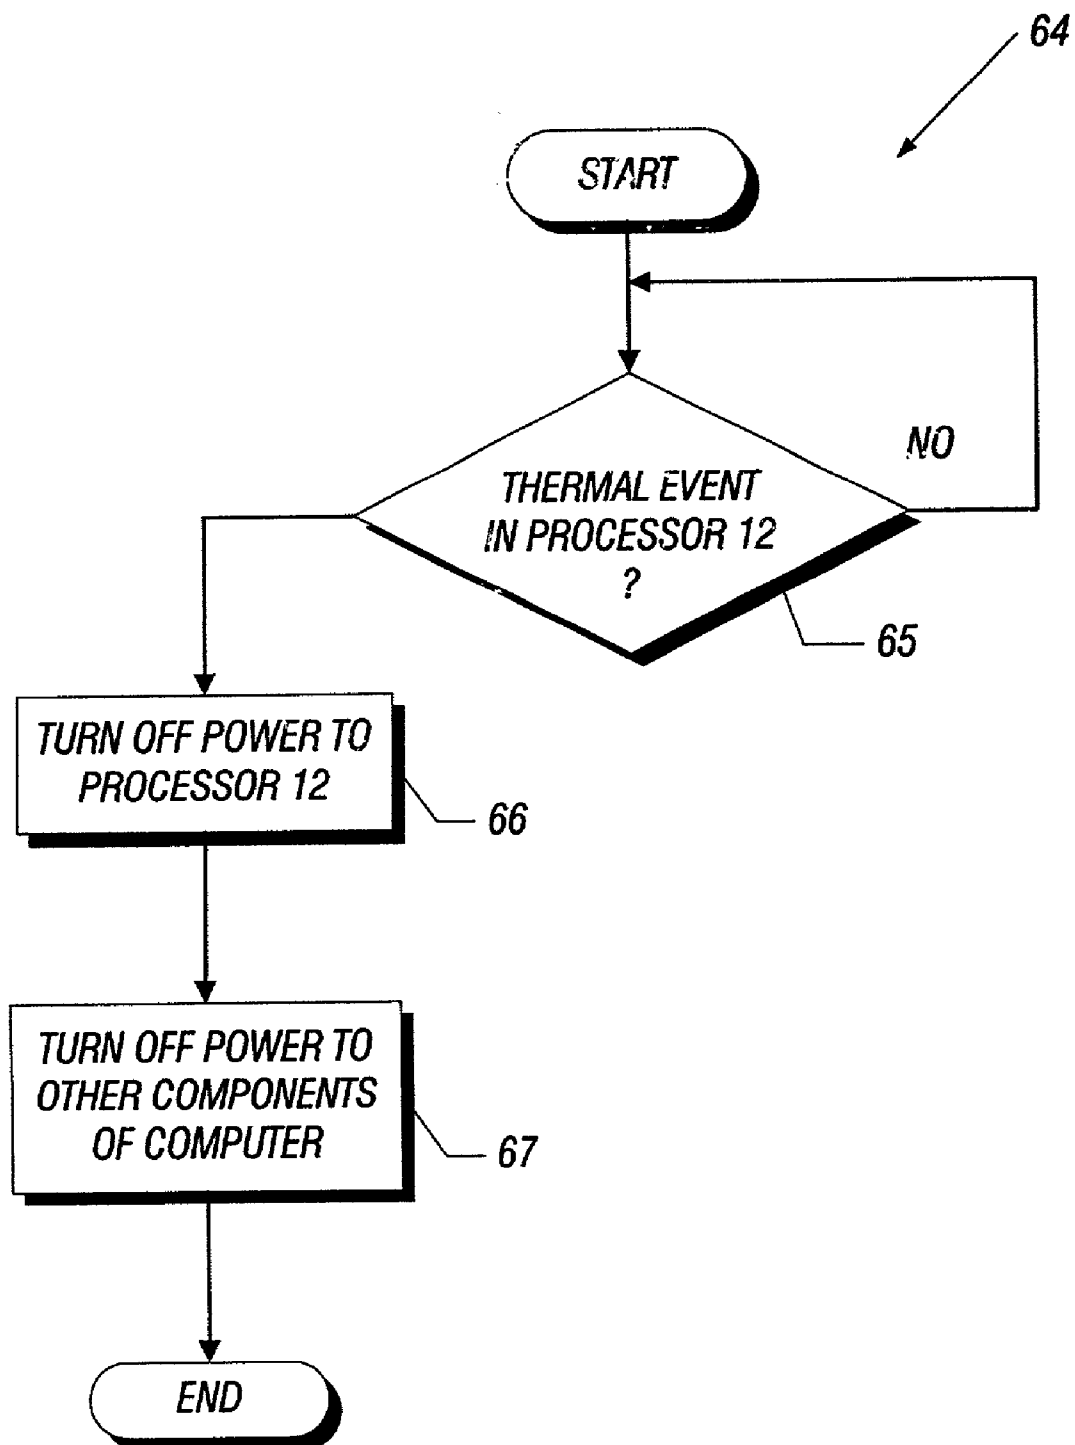 64
START
NO
THERMAL EVENT
IN PROCESSOR 12
?
65
TURN OFF POWER TO
PROCESSOR 12
66
TURN OFF POWER TO
OTHER COMPONENTS
OF COMPUTER
67
END